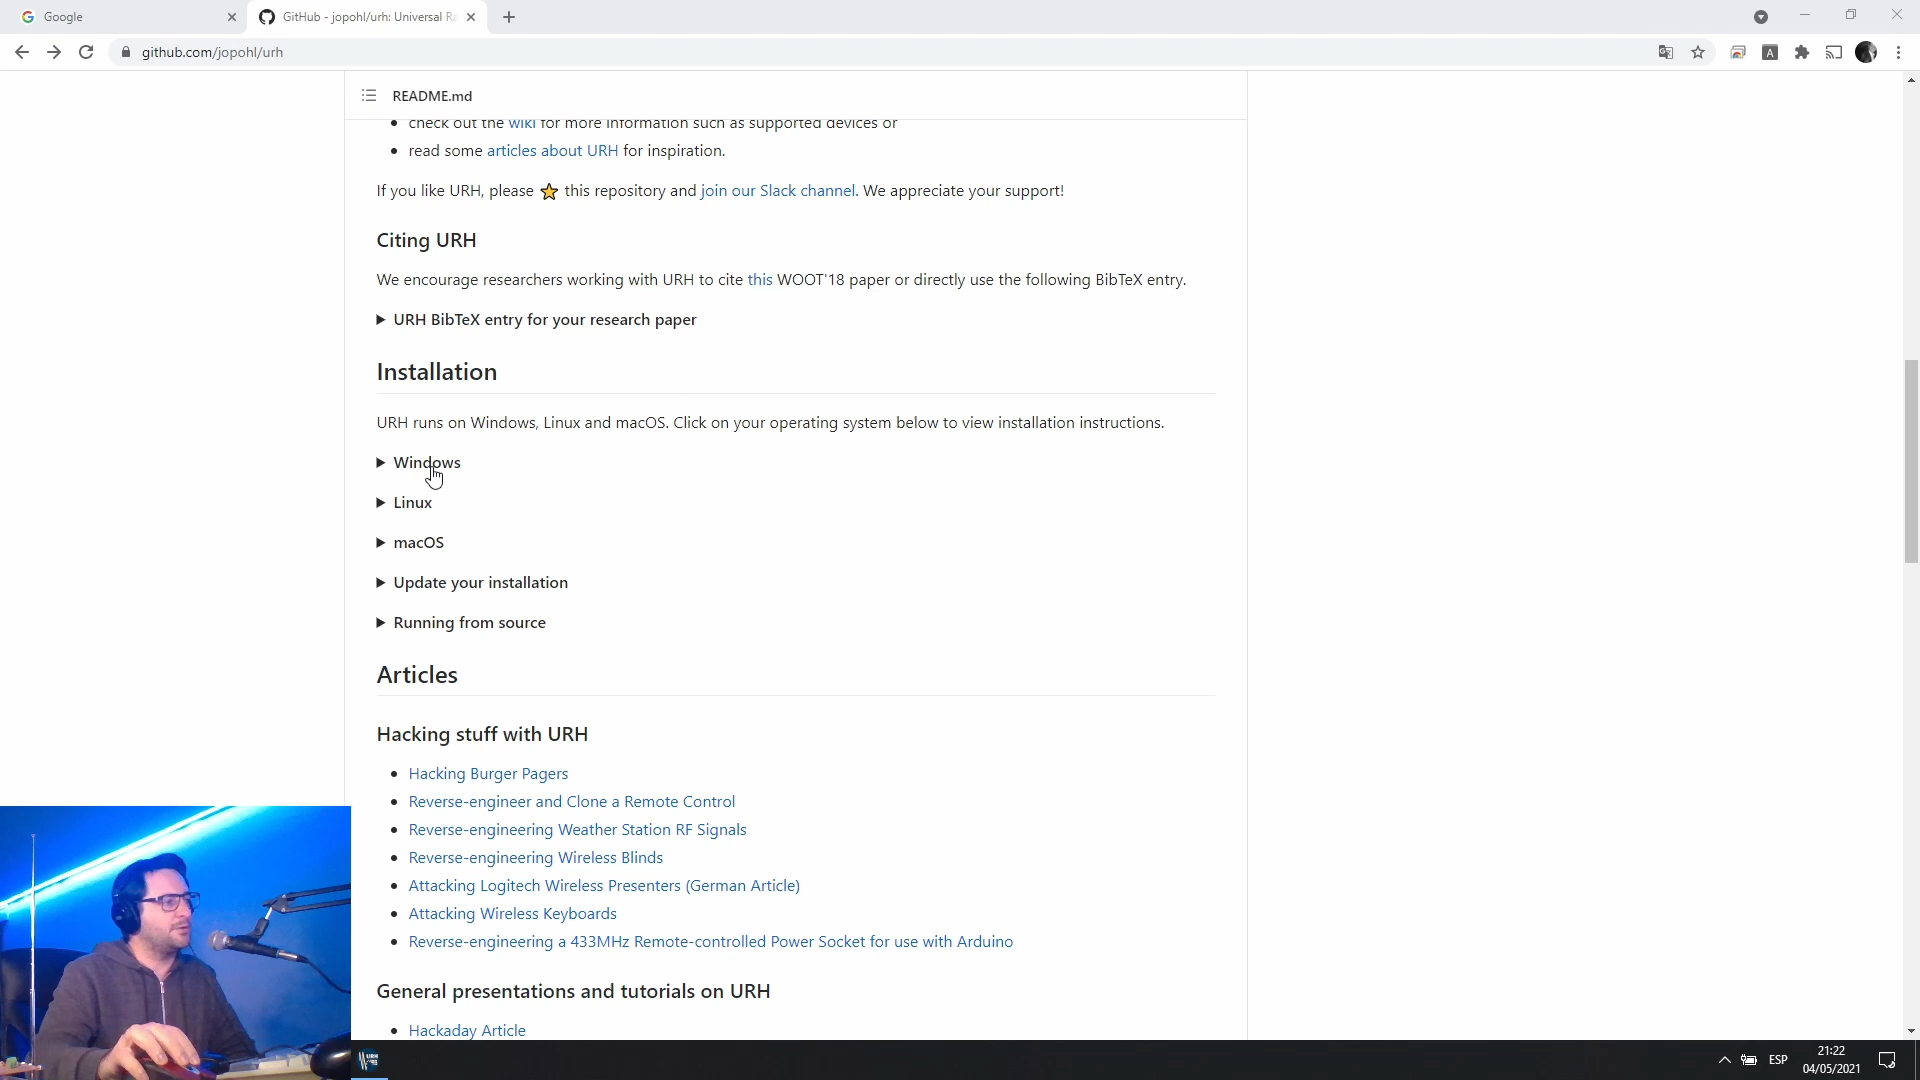 Google
GitHub - jopohl/urh: Universal Ra
github.com/jopohl/urh
A
README.md
check out the wiki for more information such as supported devices or
read some articles about URH for inspiration.
If you like URH, please ⭐ this repository and join our Slack channel. We appreciate your support!
Citing URH
We encourage researchers working with URH to cite this WOOT'18 paper or directly use the following BibTeX entry.
URH BibTeX entry for your research paper
Installation
URH runs on Windows, Linux and macOS. Click on your operating system below to view installation instructions.
Windows
Linux
macOS
Update your installation
Running from source
Articles
Hacking stuff with URH
Hacking Burger Pagers
Reverse-engineer and Clone a Remote Control
Reverse-engineering Weather Station RF Signals
Reverse-engineering Wireless Blinds
Attacking Logitech Wireless Presenters (German Article)
Attacking Wireless Keyboards
Reverse-engineering a 433MHz Remote-controlled Power Socket for use with Arduino
General presentations and tutorials on URH
Hackaday Article
URH
ESP
21:22
04/05/2021